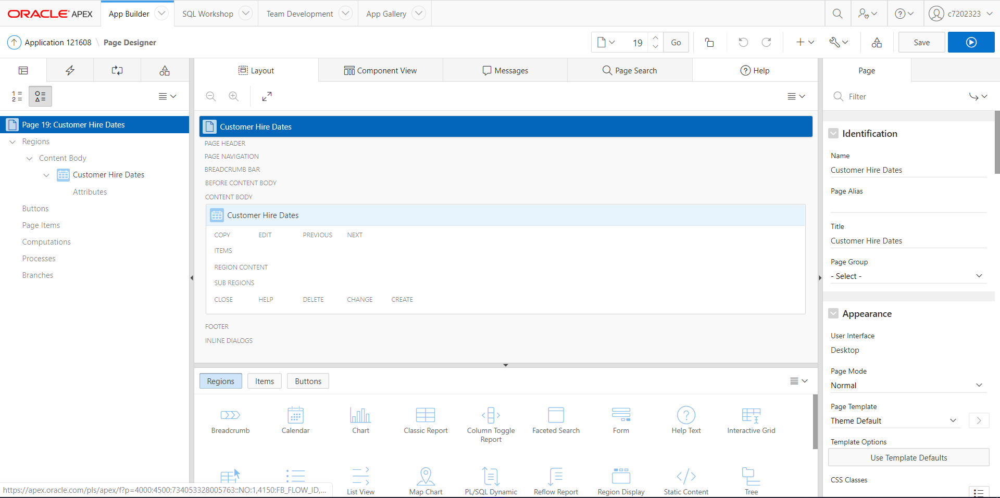 ORACLE APEX
App Builder
SQL Workshop
Team Development
App Gallery
c7202323
Application 121608 \ Page Designer
19
Go
Save
Layout
Component View
Messages
Page Search
Help
Page
Filter
Page 19: Customer Hire Dates
Regions
Content Body
Customer Hire Dates
Attributes
Buttons
Page Items
Computations
Processes
Branches
Customer Hire Dates
PAGE HEADER
PAGE NAVIGATION
BREADCRUMB BAR
BEFORE CONTENT BODY
CONTENT BODY
Customer Hire Dates
COPY EDIT PREVIOUS NEXT
ITEMS
REGION CONTENT
SUB REGIONS
CLOSE HELP DELETE CHANGE CREATE
FOOTER
INLINE DIALOGS
Regions
Items
Buttons
Breadcrumb
Calendar
Chart
Classic Report
Column Toggle
Report
Faceted Search
Form
Help Text
Interactive Grid
List View
Map Chart
PL/SQL Dynamic
Reflow Report
Region Display
Static Content
Tree
Identification
Name
Customer Hire Dates
Page Alias
Title
Customer Hire Dates
Page Group
- Select -
Appearance
User Interface
Desktop
Page Mode
Normal
Page Template
Theme Default
Template Options
Use Template Defaults
CSS Classes
https://apex.oracle.com/pls/apex/f?p=4000:4500:734053328005763::NO:1,4150:FB_FLOW_ID,...